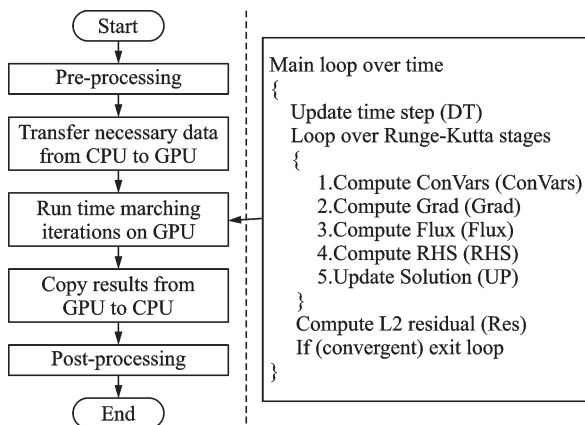 Start
Pre-processing
Transfer necessary data
from CPU to GPU
Run time marching
iterations on GPU
Copy results from
GPU to CPU
Post-processing
End
Main loop over time
{
Update time step (DT)
Loop over Runge-Kutta stages
{
1.Compute ConVars (ConVars)
2.Compute Grad (Grad)
3.Compute Flux (Flux)
4.Compute RHS (RHS)
5.Update Solution (UP)
}
Compute L2 residual (Res)
If (convergent) exit loop
}